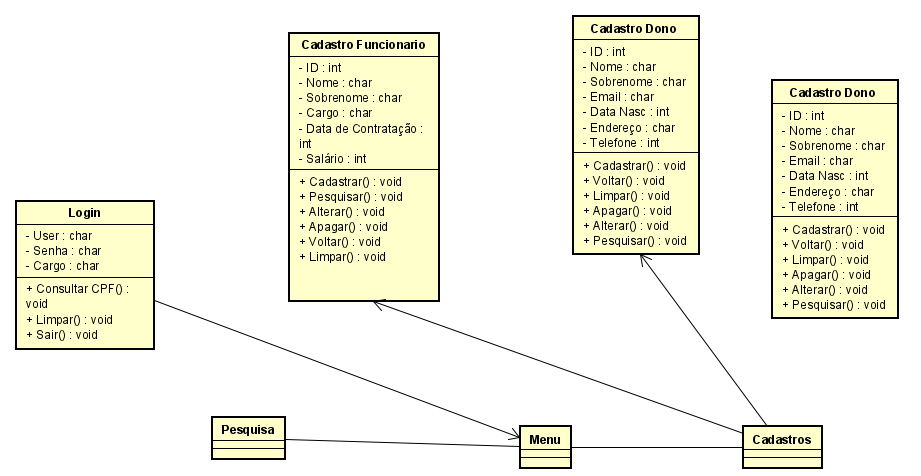 Cadastro Funcionario
- ID : int
- Nome : char
- Sobrenome : char
- Cargo : char
- Data de Contratação :
int
- Salário : int
+ Cadastrar() : void
+ Pesquisar() : void
+ Alterar() : void
+ Apagar() : void
+ Voltar() : void
+ Limpar() : void
Cadastro Dono
- ID : int
- Nome : char
- Sobrenome : char
- Email : char
- Data Nasc : int
- Endereço : char
- Telefone : int
+ Cadastrar() : void
+ Voltar() : void
+ Limpar() : void
+ Apagar() : void
+ Alterar() : void
+ Pesquisar() : void
Cadastro Dono
- ID : int
- Nome : char
- Sobrenome : char
- Email : char
- Data Nasc : int
- Endereço : char
- Telefone : int
+ Cadastrar() : void
+ Voltar() : void
+ Limpar() : void
+ Apagar() : void
+ Alterar() : void
+ Pesquisar() : void
Login
- User : char
- Senha : char
- Cargo : char
+ Consultar CPF() :
void
+ Limpar() : void
+ Sair() : void
Pesquisa
Menu
Cadastros